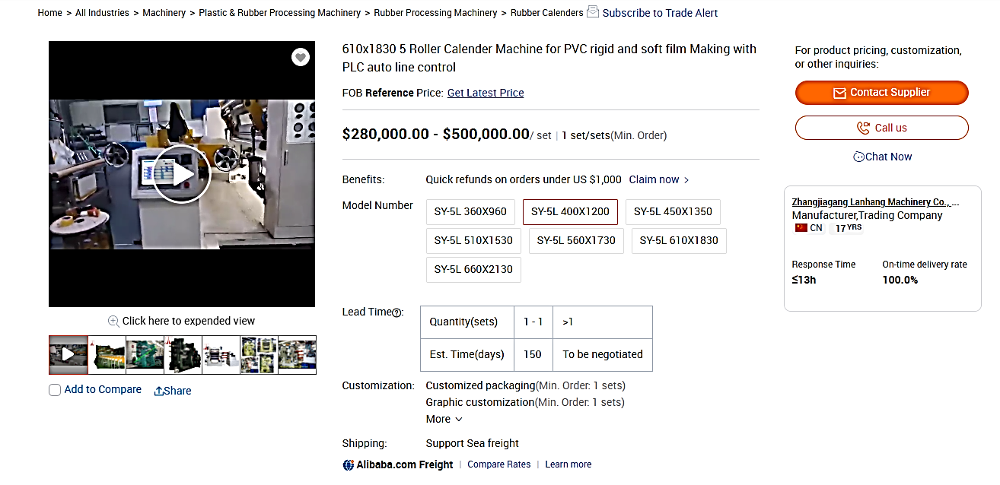 Home > All Industries > Machinery > Plastic & Rubber Processing Machinery > Rubber Processing Machinery > Rubber Calenders Subscribe to Trade Alert
610x1830 5 Roller Calender Machine for PVC rigid and soft film Making with
PLC auto line control
FOB Reference Price: Get Latest Price
$280,000.00 - $500,000.00/ set | 1 set/sets(Min. Order)
Benefits: Quick refunds on orders under US $1,000 Claim now >
Model Number SY-5L 360X960 SY-5L 400X1200 SY-5L 450X1350
SY-5L 510X1530 SY-5L 560X1730 SY-5L 610X1830
SY-5L 660X2130
Lead Time?:
Quantity(sets) 1 - 1 >1
Est. Time(days) 150 To be negotiated
Customization: Customized packaging(Min. Order: 1 sets)
Graphic customization(Min. Order: 1 sets)
More
Shipping: Support Sea freight
Alibaba.com Freight | Compare Rates | Learn more
Click here to expended view
Add to Compare Share
For product pricing, customization,
or other inquiries:
Contact Supplier
Call us
Chat Now
Zhangjiagang Lanhang Machinery Co.,...
Manufacturer,Trading Company
CN 17 YRS
Response Time On-time delivery rate
≤13h 100.0%